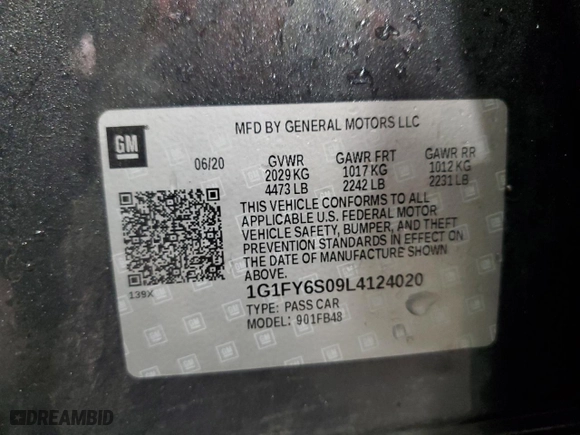 MFD BY GENERAL MOTORS LLC
GM
06/20 GVWR GAWR FRT GAWR RR
2029 KG 1017 KG 1012 KG
4473 LB 2242 LB 2231 LB
THIS VEHICLE CONFORMS TO ALL
APPLICABLE U.S. FEDERAL MOTOR
VEHICLE SAFETY, BUMPER, AND THEFT
PREVENTION STANDARDS IN EFFECT ON
THE DATE OF MANUFACTURE SHOWN
ABOVE.
139X
1G1FY6S09L4124020
TYPE: PASS CAR
MODEL: 901FB48
DREAMBID